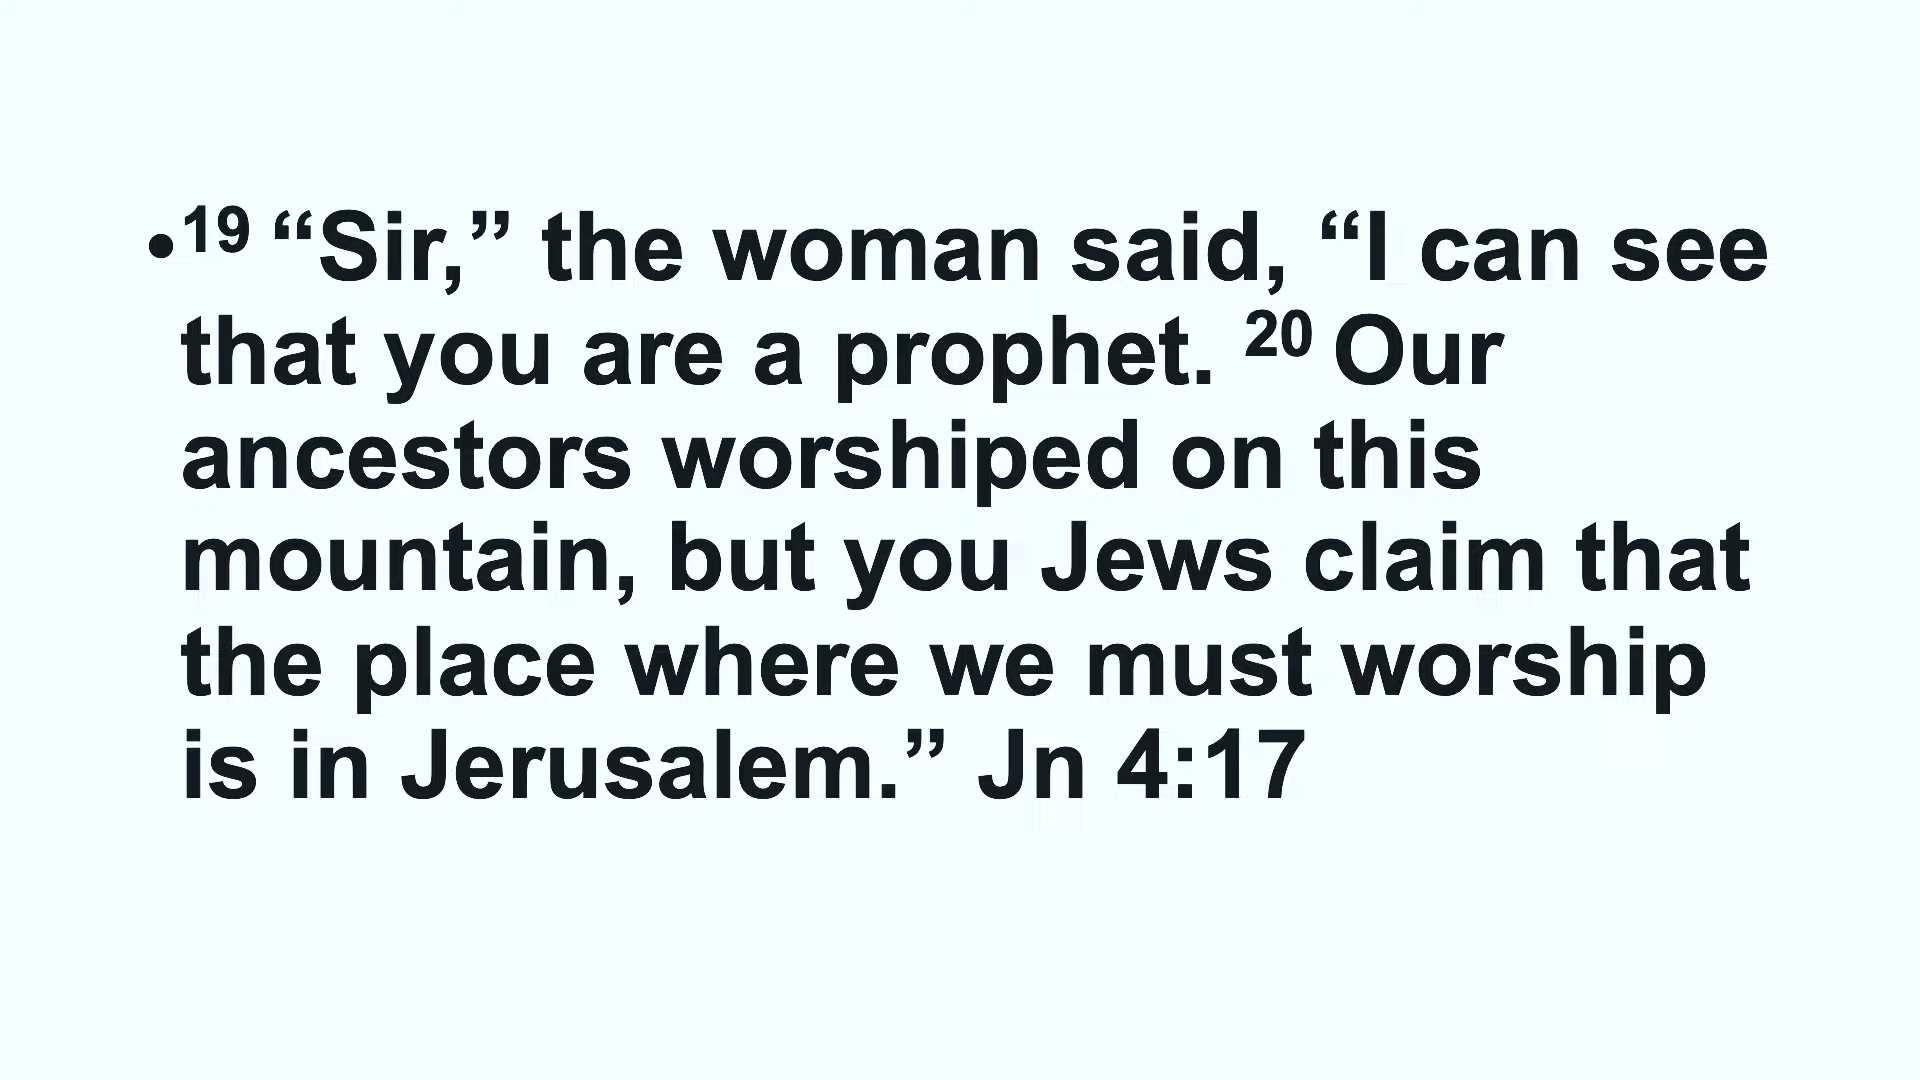 •19 “Sir,” the woman said, “I can see
that you are a prophet. 20 Our
ancestors worshiped on this
mountain, but you Jews claim that
the place where we must worship
is in Jerusalem.” Jn 4:17